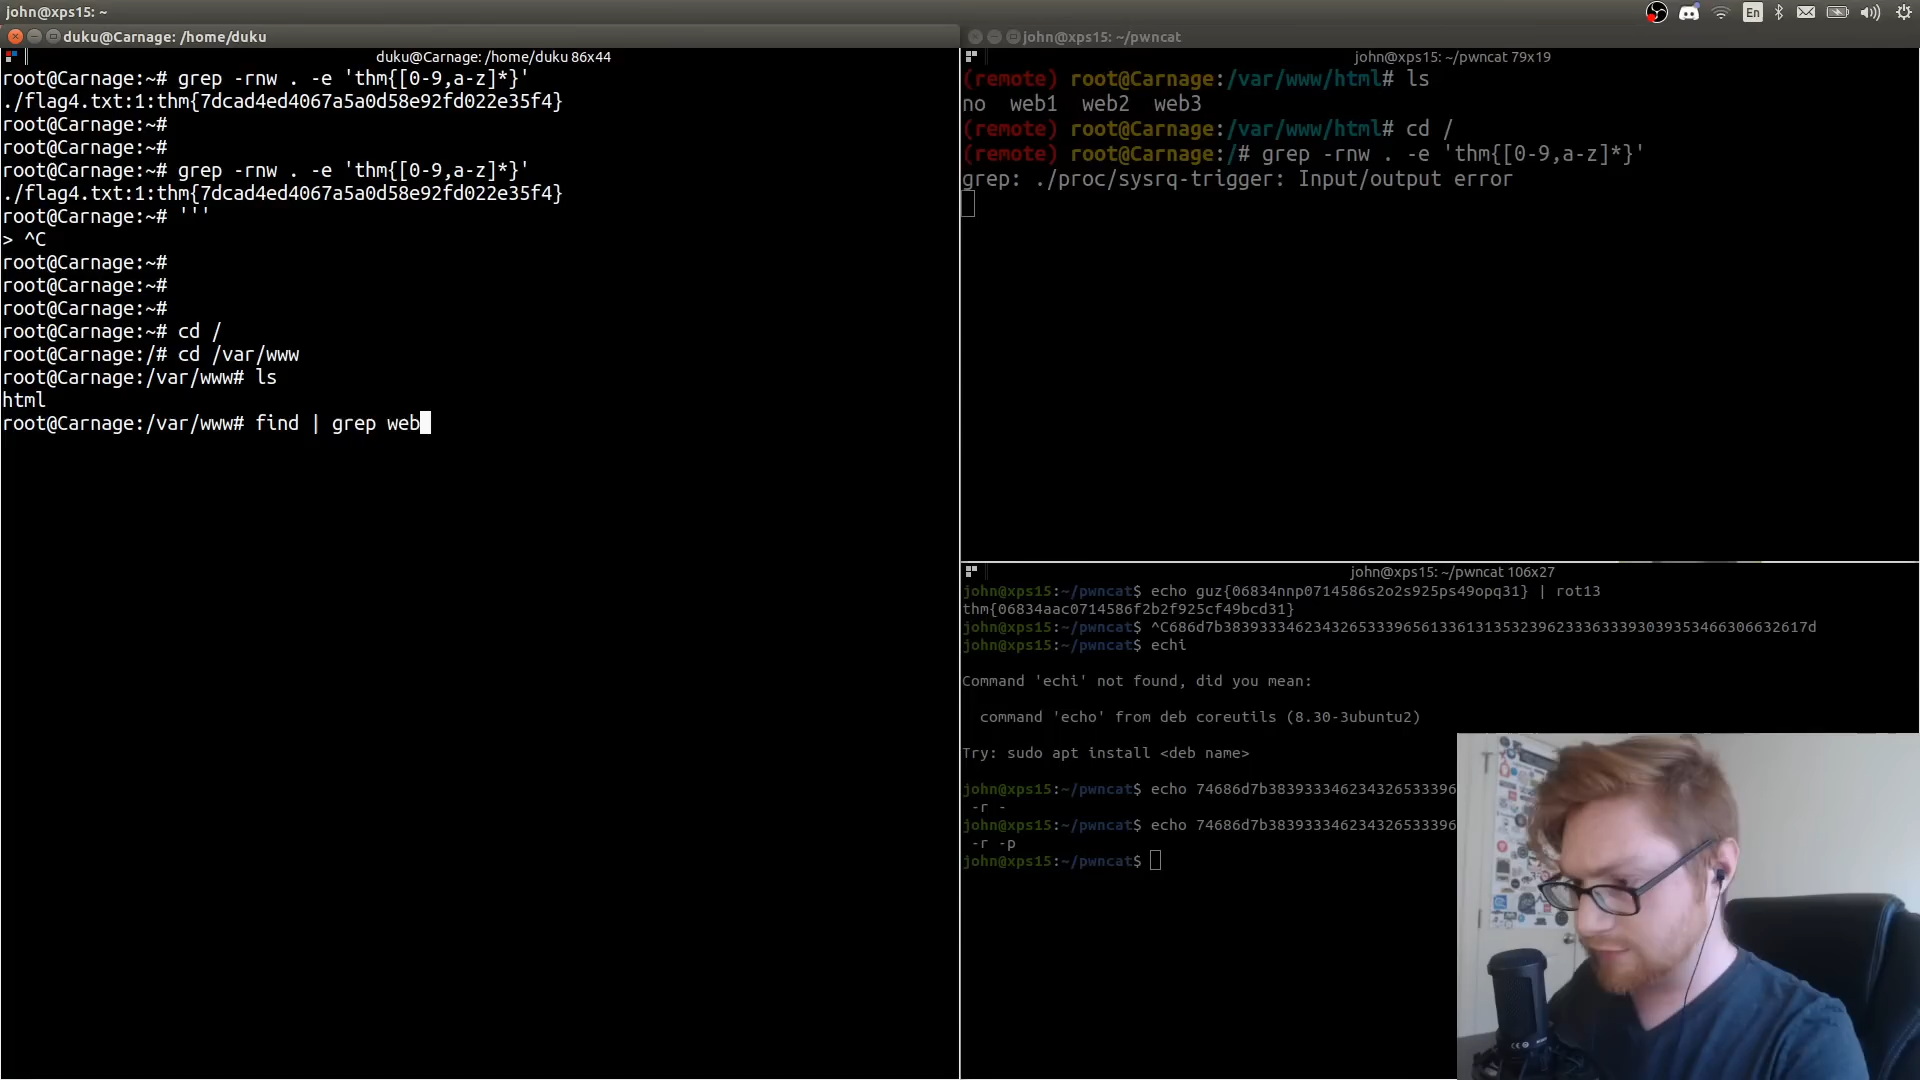 john@xps15: ~
En
duku@Carnage: /home/duku
duku@Carnage: /home/duku 86x44
root@Carnage:~# grep -rnw . -e 'thm{[0-9,a-z]*}'
./flag4.txt:1:thm{7dcad4ed4067a5a0d58e92fd022e35f4}
root@Carnage:~#
root@Carnage:~#
root@Carnage:~# grep -rnw . -e 'thm{[0-9,a-z]*}'
./flag4.txt:1:thm{7dcad4ed4067a5a0d58e92fd022e35f4}
root@Carnage:~# '''
> ^C
root@Carnage:~#
root@Carnage:~#
root@Carnage:~#
root@Carnage:~# cd /
root@Carnage:/# cd /var/www
root@Carnage:/var/www# ls
html
root@Carnage:/var/www# find | grep web
john@xps15: ~/pwncat
john@xps15: ~/pwncat 79x19
(remote) root@Carnage:/var/www/html# ls
no  web1  web2  web3
(remote) root@Carnage:/var/www/html# cd /
(remote) root@Carnage:/# grep -rnw . -e 'thm{[0-9,a-z]*}'
grep: ./proc/sysrq-trigger: Input/output error
john@xps15: ~/pwncat 106x27
john@xps15:~/pwncat$ echo guz{06834nnp0714586s2o2s925ps49opq31} | rot13
thm{06834aac0714586f2b2f925cf49bcd31}
john@xps15:~/pwncat$ ^C686d7b38393334623432653339656133613135323962333633393039353466306632617d
john@xps15:~/pwncat$ echi
Command 'echi' not found, did you mean:
command 'echo' from deb coreutils (8.30-3ubuntu2)
Try: sudo apt install <deb name>
john@xps15:~/pwncat$ echo 74686d7b383933346234326533396
-r -
john@xps15:~/pwncat$ echo 74686d7b383933346234326533396
-r -p
john@xps15:~/pwncat$